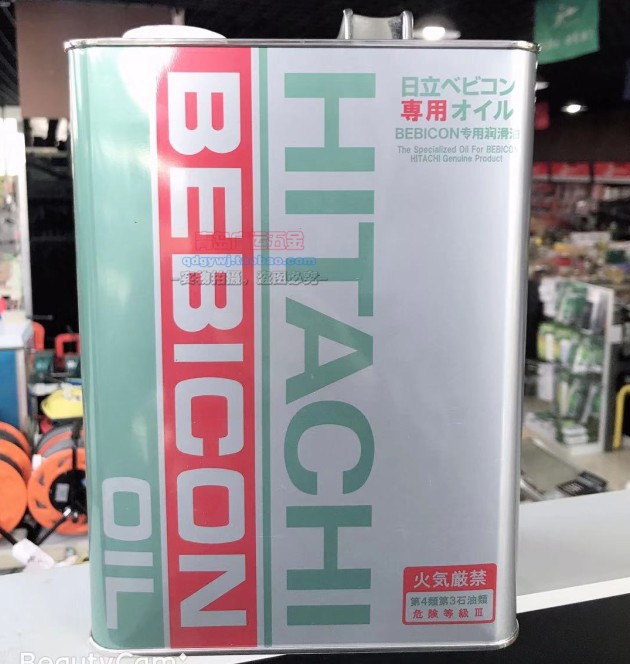 日立ベビコン
専用オイル
BEBICON专用润滑油
The Specialized Oil For BEBICON
HITACHI Genuine Product
HITACHI
BEBICON
OIL
qdgywj.taobao.com
火気厳禁
第4類第3石油類
危険等級Ⅲ
BeautyCam